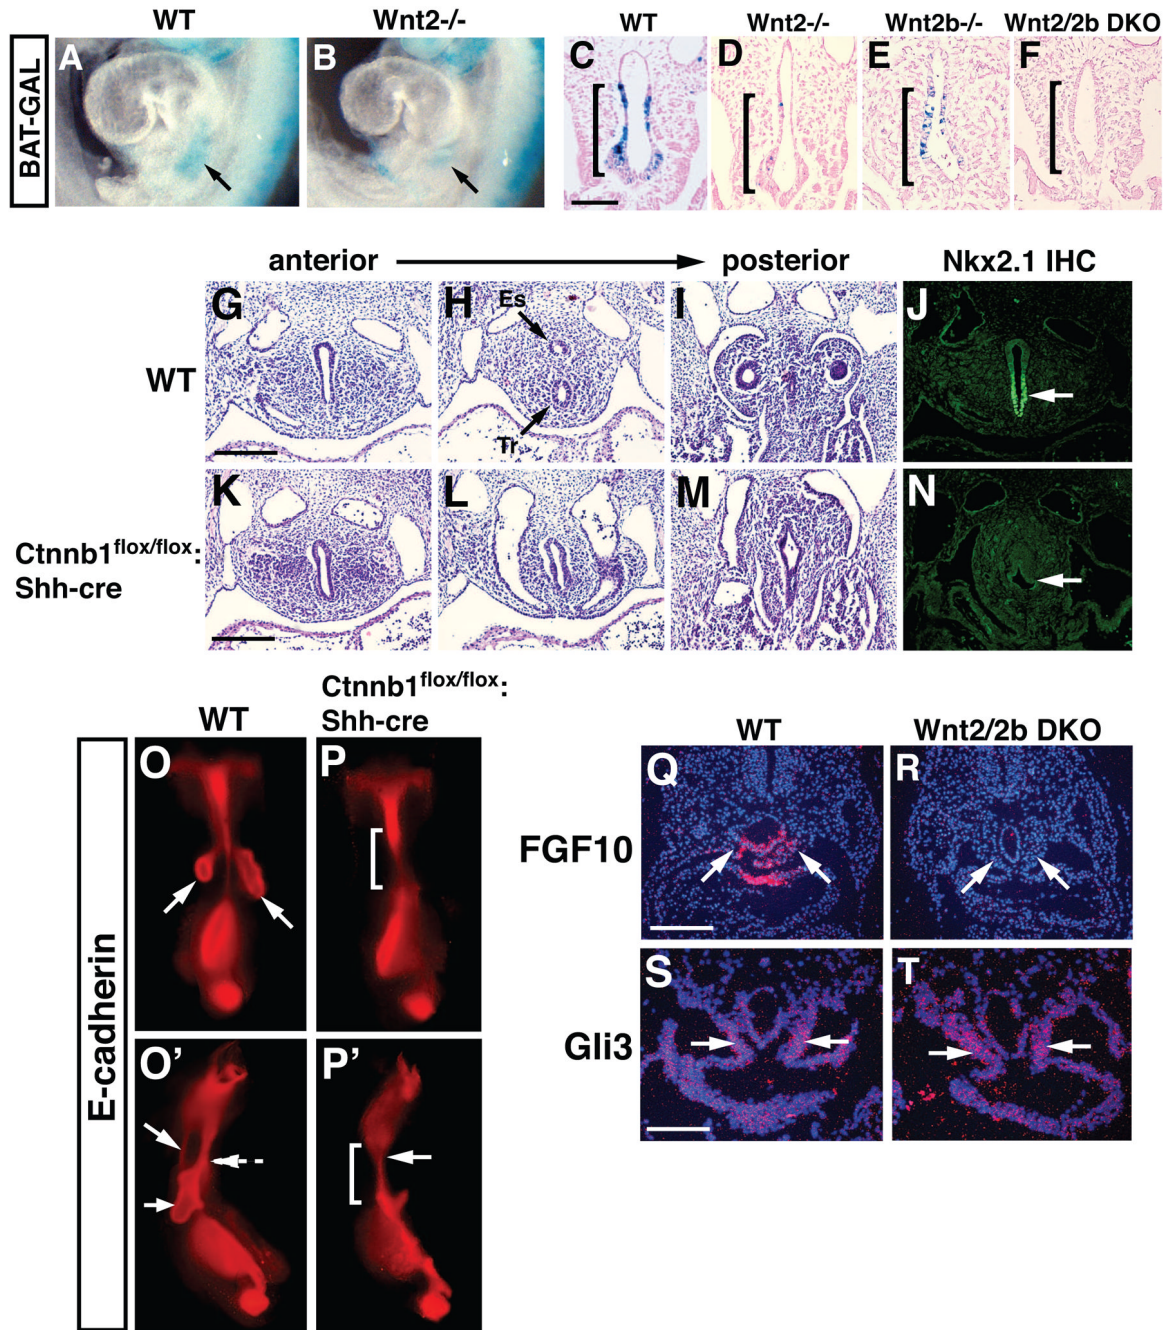 WT
Wnt2-/-
BAT-GAL
A
B
WT
Wnt2-/-
Wnt2b-/-
Wnt2/2b DKO
C
D
E
F
anterior
posterior
Nkx2.1 IHC
WT
G
H
Es
Tr
I
J
Ctnnb1flox/flox:
Shh-cre
K
L
M
N
WT
Ctnnb1flox/flox:
Shh-cre
E-cadherin
O
P
O’
P’
WT
Wnt2/2b DKO
FGF10
Q
R
Gli3
S
T